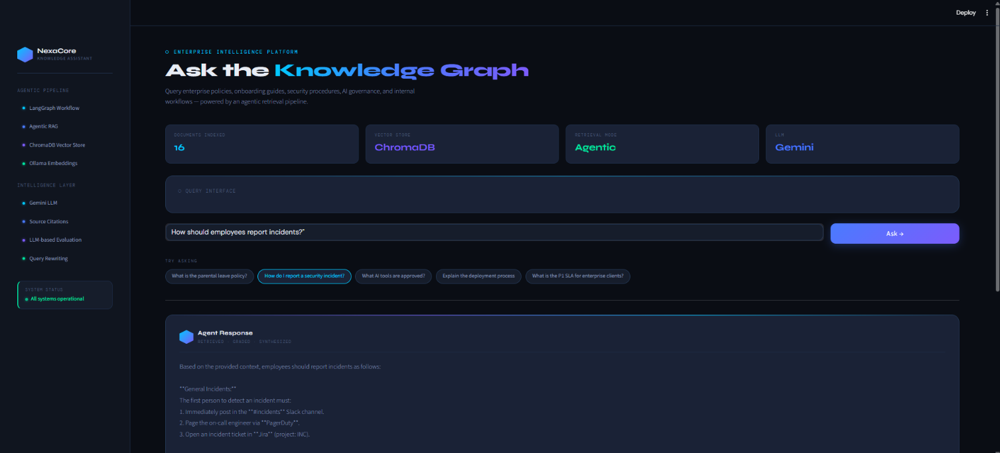 Deploy
NexaCore
KNOWLEDGE ASSISTANT
AGENTIC PIPELINE
LangGraph Workflow
Agentic RAG
ChromaDB Vector Store
Ollama Embeddings
INTELLIGENCE LAYER
Gemini LLM
Source Citations
LLM-based Evaluation
Query Rewriting
SYSTEM STATUS
All systems operational
ENTERPRISE INTELLIGENCE PLATFORM
Ask the Knowledge Graph
Query enterprise policies, onboarding guides, security procedures, AI governance, and internal
workflows — powered by an agentic retrieval pipeline.
DOCUMENTS INDEXED
16
VECTOR STORE
ChromaDB
RETRIEVAL MODE
Agentic
LLM
Gemini
QUERY INTERFACE
How should employees report incidents?"
Ask →
TRY ASKING
What is the parental leave policy?
How do I report a security incident?
What AI tools are approved?
Explain the deployment process
What is the P1 SLA for enterprise clients?
Agent Response
RETRIEVED · GRADED · SYNTHESIZED
Based on the provided context, employees should report incidents as follows:
**General Incidents:**
The first person to detect an incident must:
1. Immediately post in the **#incidents** Slack channel.
2. Page the on-call engineer via **PagerDuty**.
3. Open an incident ticket in **Jira** (project: INC).